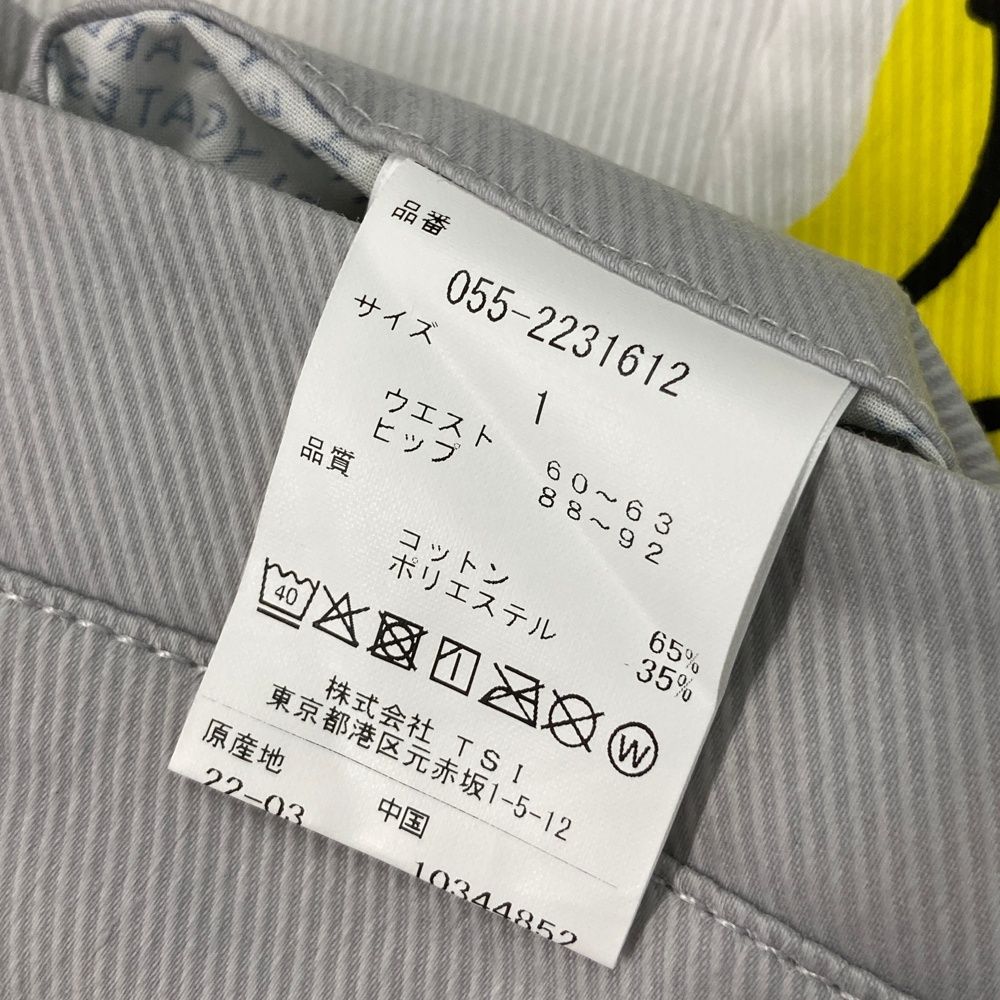 品番
055-2231612
サイズ
1
ウエスト 60～63
ヒップ 88～92
品質
コットン 65%
ポリエステル 35%
40
W
株式会社 TSI
東京都港区元赤坂1-5-12
原産地 中国
22-03 10344852